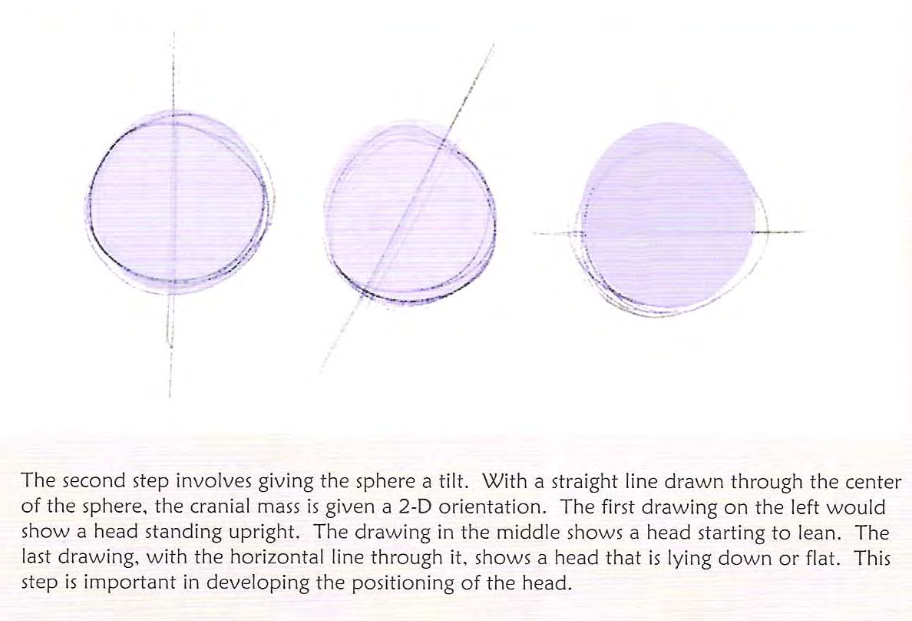 The second step involves giving the sphere a tilt. With a straight line drawn through the center
of the sphere, the cranial mass is given a 2-D orientation. The first drawing on the left would
show a head standing upright. The drawing in the middle shows a head starting to lean. The
last drawing, with the horizontal line through it, shows a head that is lying down or flat. This
step is important in developing the positioning of the head.